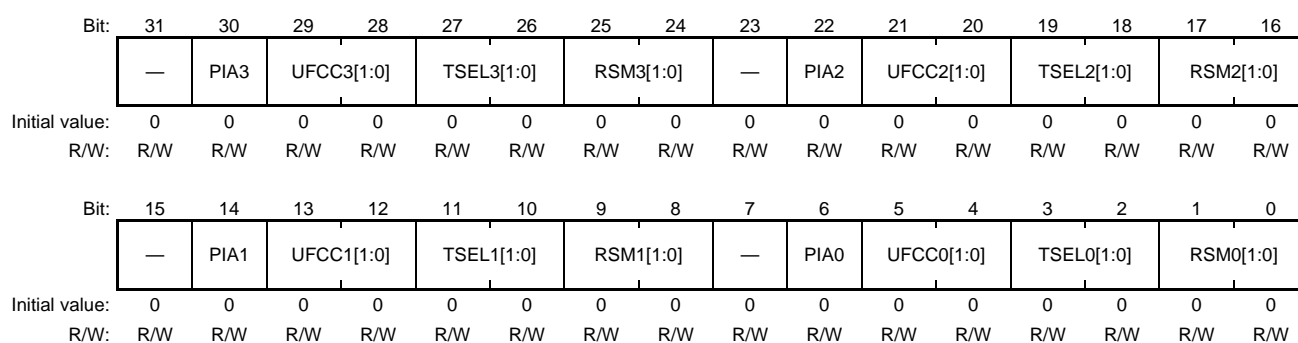 Bit: 31 30 29 28 27 26 25 24 23 22 21 20 19 18 17 16
— PIA3 UFCC3[1:0] TSEL3[1:0] RSM3[1:0] — PIA2 UFCC2[1:0] TSEL2[1:0] RSM2[1:0]
Initial value: 0 0 0 0 0 0 0 0 0 0 0 0 0 0 0 0
R/W: R/W R/W R/W R/W R/W R/W R/W R/W R/W R/W R/W R/W R/W R/W R/W R/W
Bit: 15 14 13 12 11 10 9 8 7 6 5 4 3 2 1 0
— PIA1 UFCC1[1:0] TSEL1[1:0] RSM1[1:0] — PIA0 UFCC0[1:0] TSEL0[1:0] RSM0[1:0]
Initial value: 0 0 0 0 0 0 0 0 0 0 0 0 0 0 0 0
R/W: R/W R/W R/W R/W R/W R/W R/W R/W R/W R/W R/W R/W R/W R/W R/W R/W